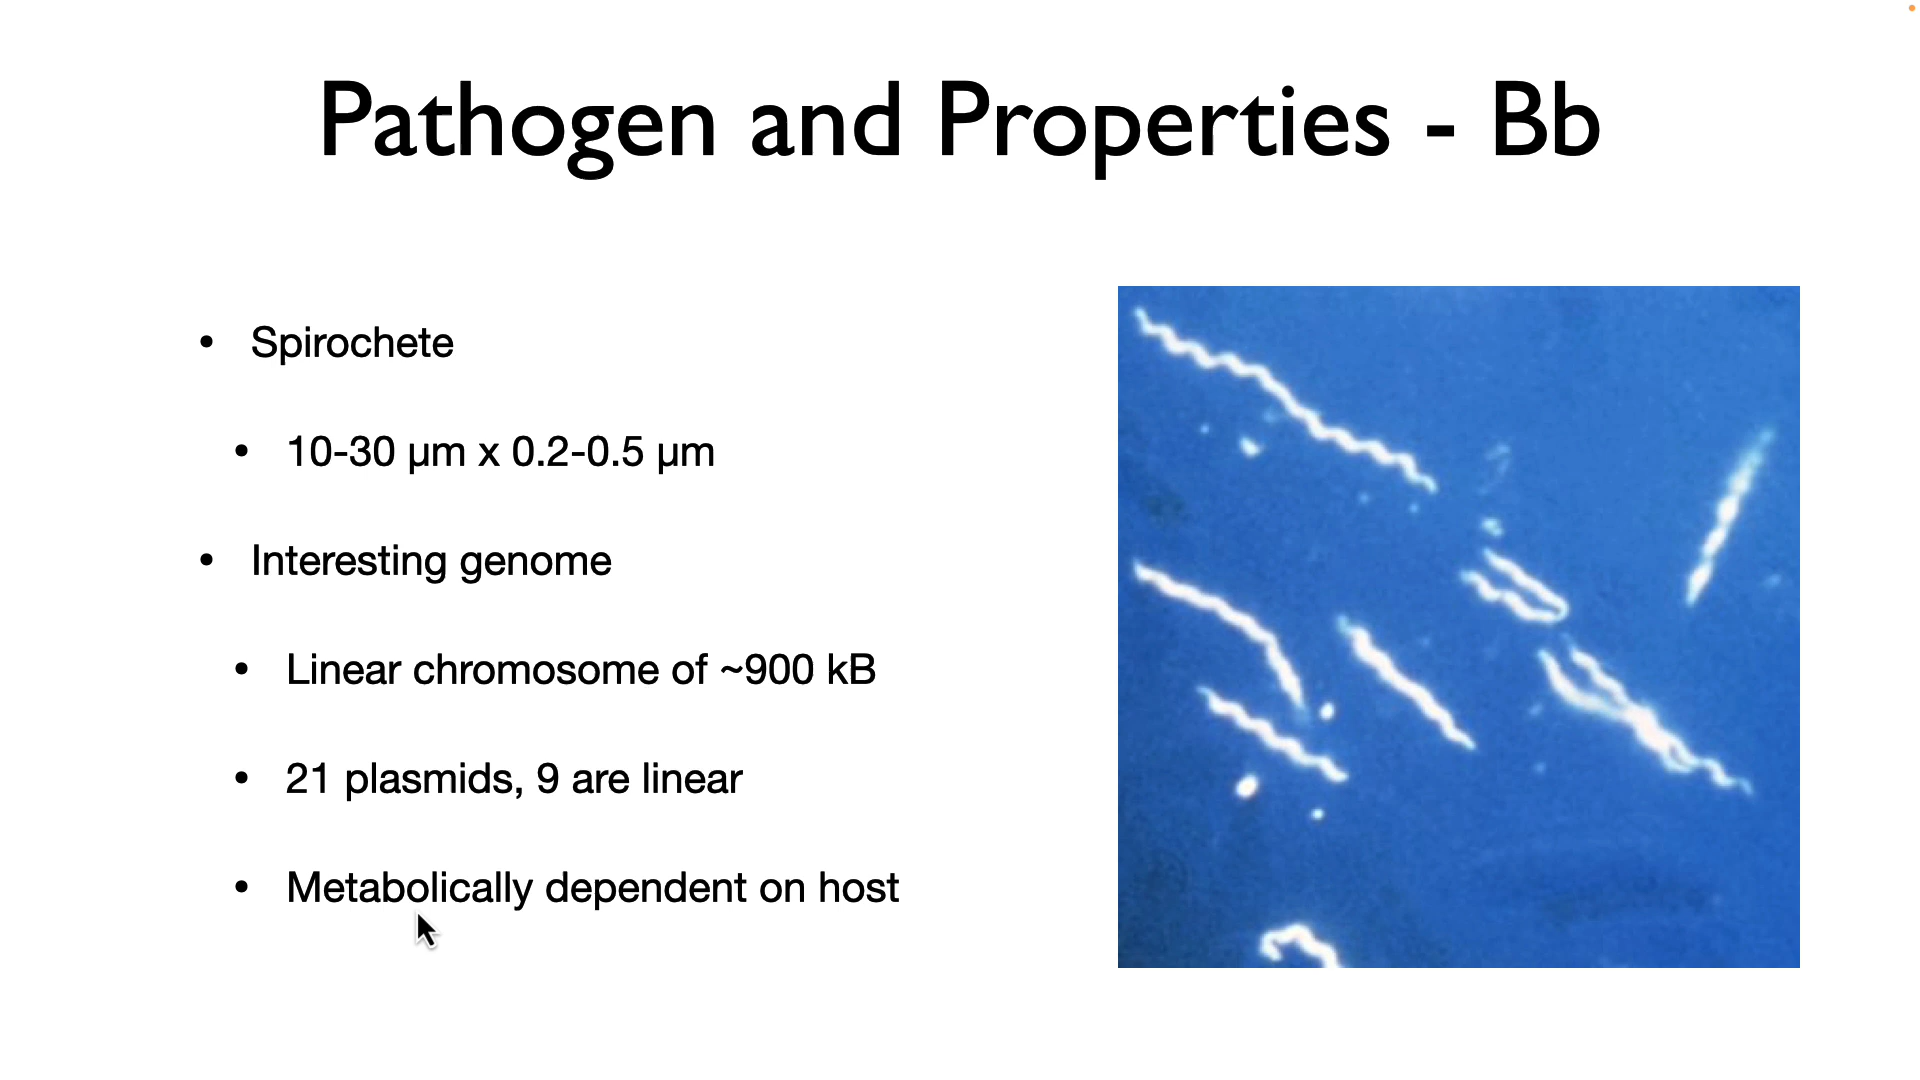 Pathogen and Properties - Bb
• Spirochete
• 10-30 µm x 0.2-0.5 µm
• Interesting genome
• Linear chromosome of ~900 kB
• 21 plasmids, 9 are linear
• Metabolically dependent on host